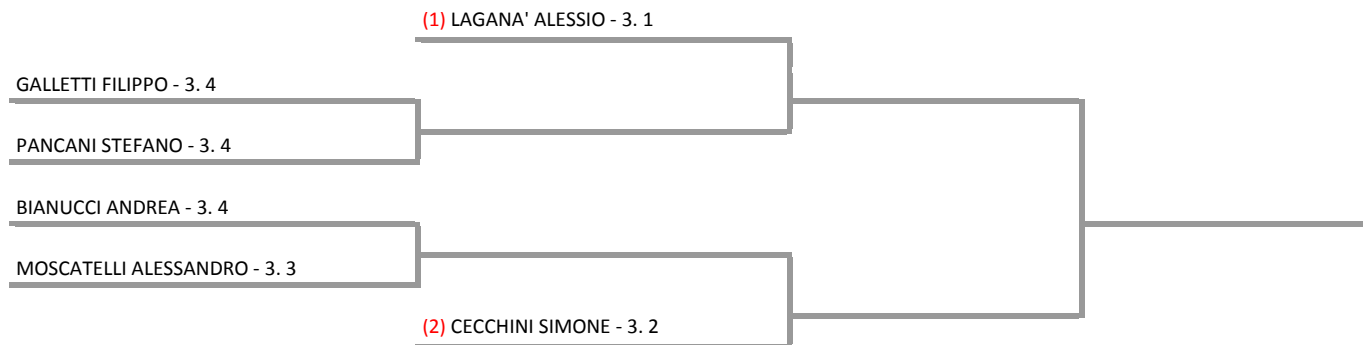 (1) LAGANA' ALESSIO - 3. 1
GALLETTI FILIPPO - 3. 4
PANCANI STEFANO - 3. 4
BIANUCCI ANDREA - 3. 4
MOSCATELLI ALESSANDRO - 3. 3
(2) CECCHINI SIMONE - 3. 2